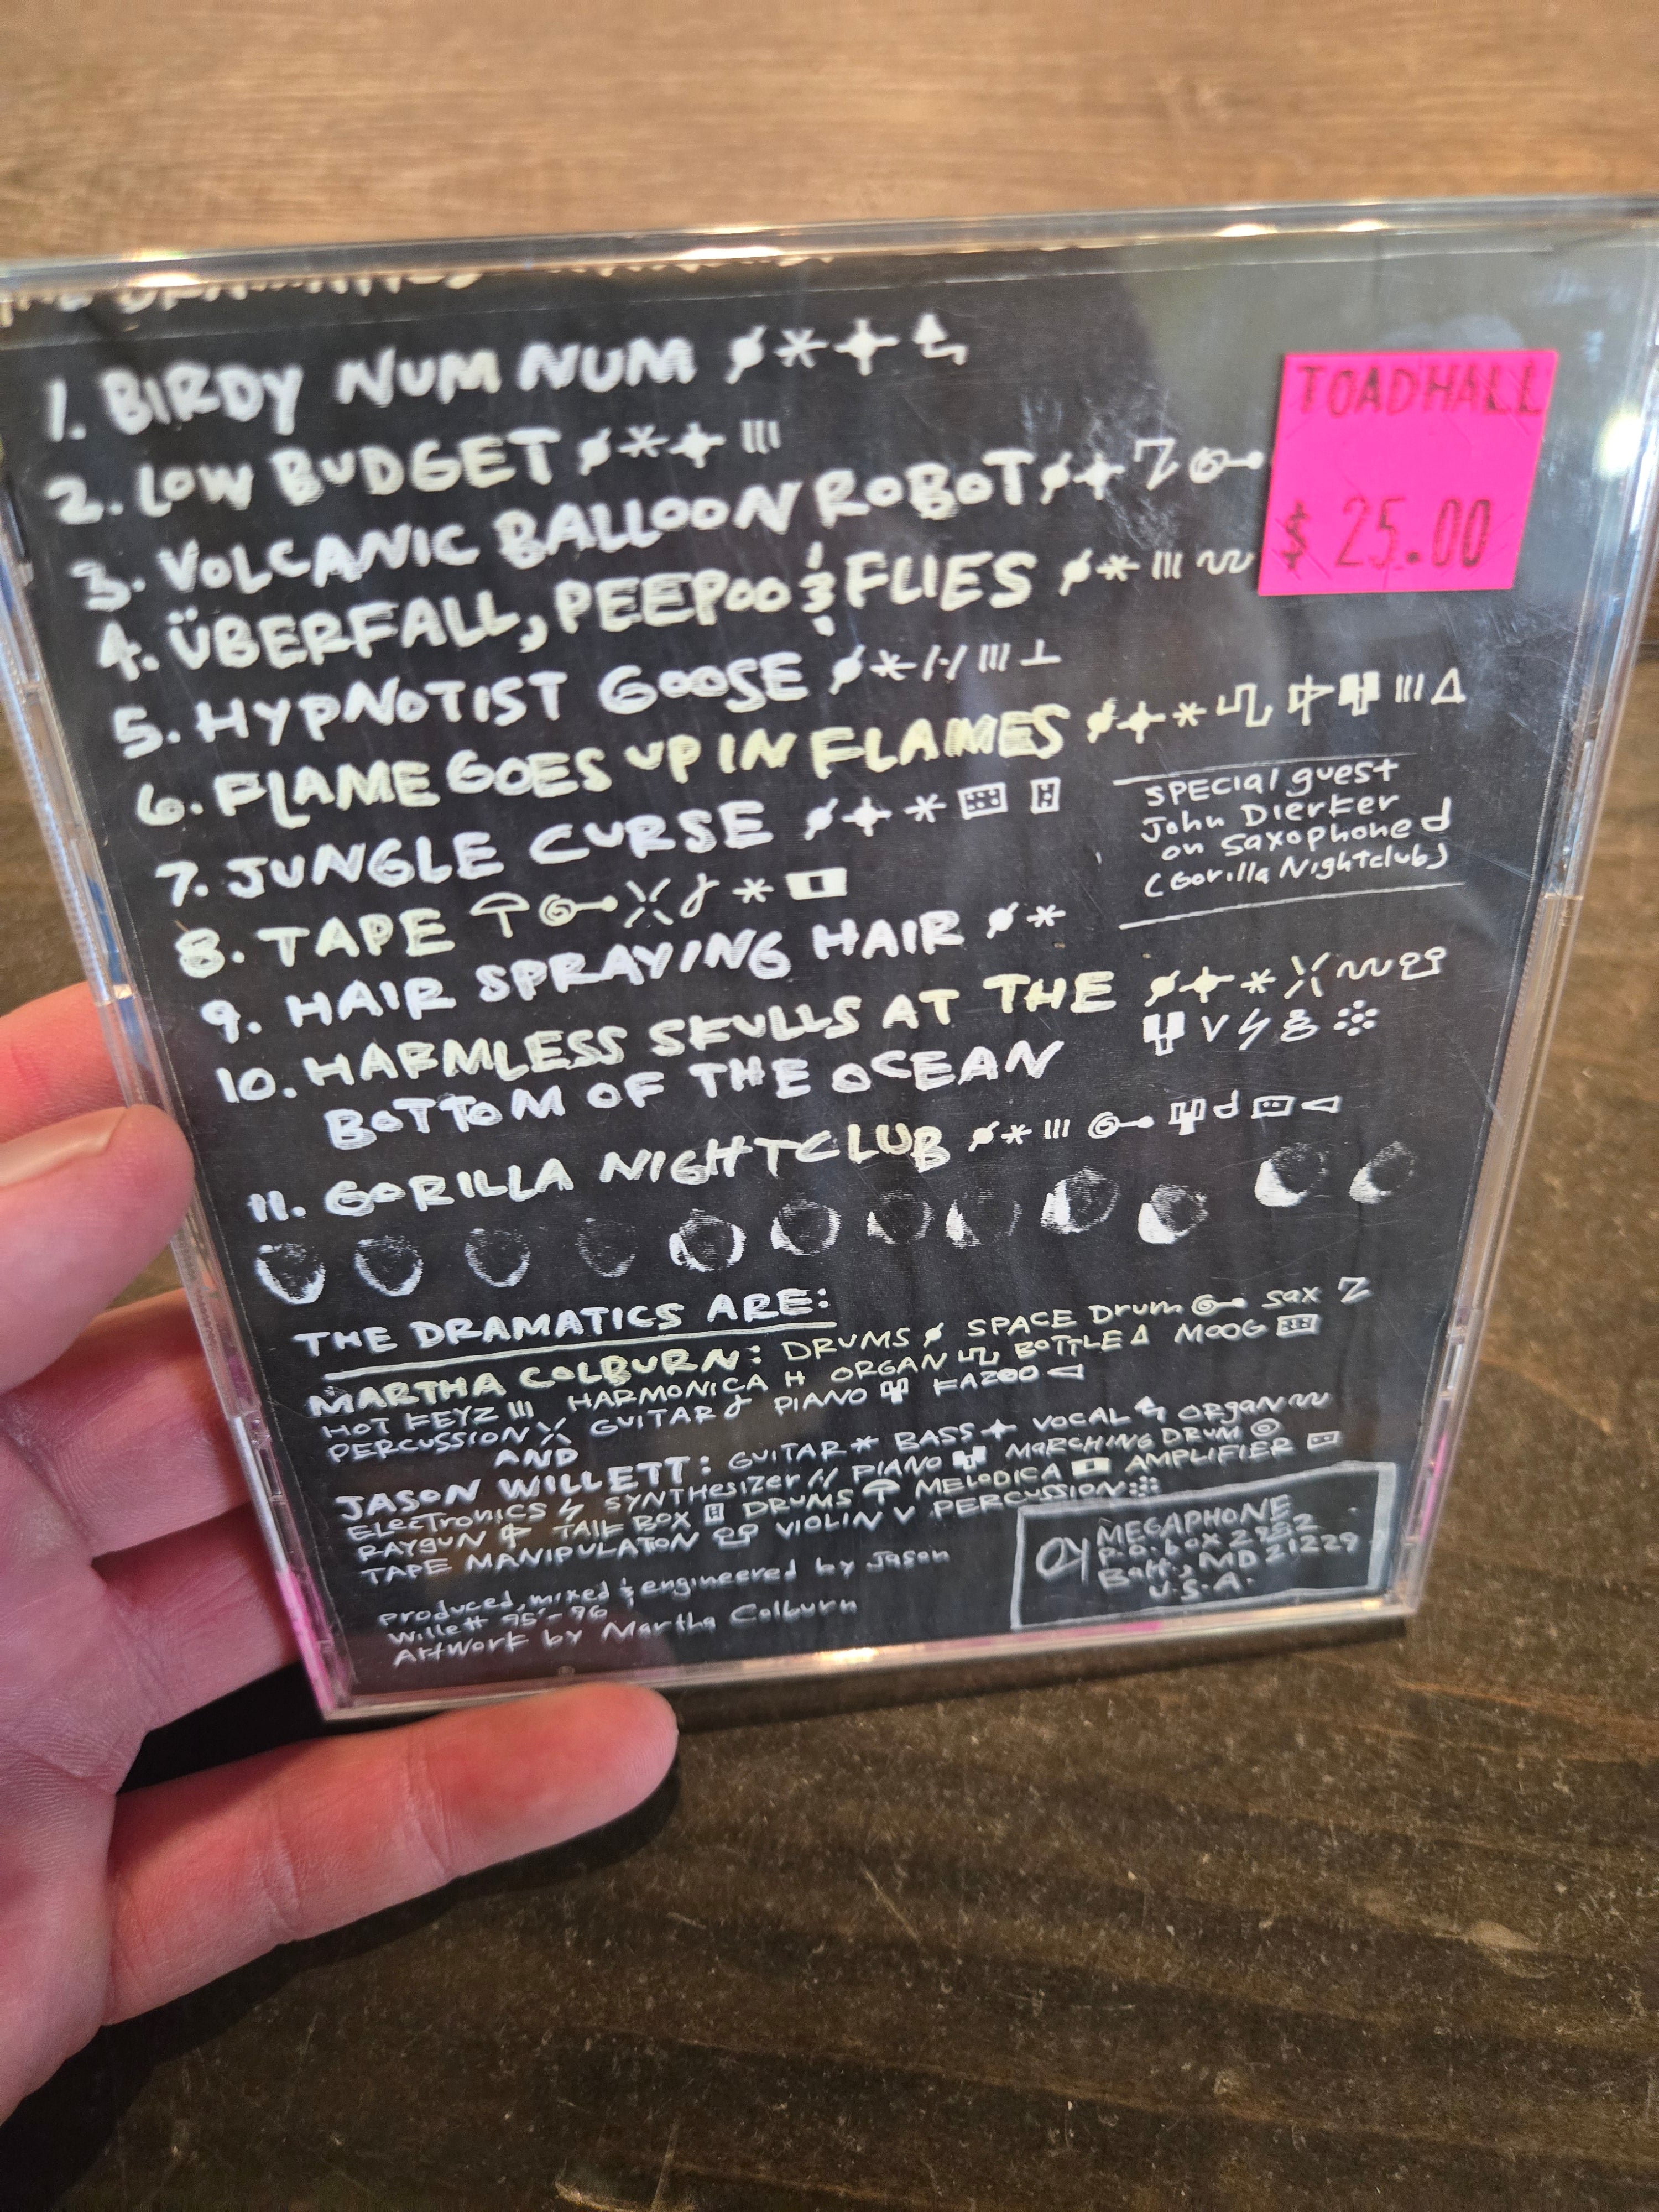 THE DRAMATICS
1. BIRDY NUM NUM
TOADHALL
$ 25.00
2. LOW BUDGET
3. VOLCANIC BALLOON ROBOT
4. ÜBERFALL, PEEPOO & FLIES
5. HYPNOTIST GOOSE
6. FLAME GOES UP IN FLAMES
7. JUNGLE CURSE
SPECIAL guest
John Dierker
on saxophone
(Gorilla Nightclub)
8. TAPE
9. HAIR SPRAYING HAIR
10. HARMLESS SKULLS AT THE
BOTTOM OF THE OCEAN
11. GORILLA NIGHTCLUB
THE DRAMATICS ARE:
MARTHA COLBURN: DRUMS SPACE Drum sax
HOT KEYZ HARMONICA ORGAN BOTTLE MOOG
PERCUSSION GUITAR PIANO KAZOO
AND
JASON WILLETT: GUITAR BASS VOCAL ORGAN
ELECTRONICS SYNTHESIZER PIANO MARCHING DRUM
RAYGUN TALK BOX DRUMS MELODICA AMPLIFIER
TAPE MANIPULATON VIOLIN PERCUSSION
Produced, mixed & engineered by Jason
Willett 95'-96
Artwork by Martha Colburn
MEGAPHONE
P.O. box 2982
Balt., MD 21229
U.S.A.